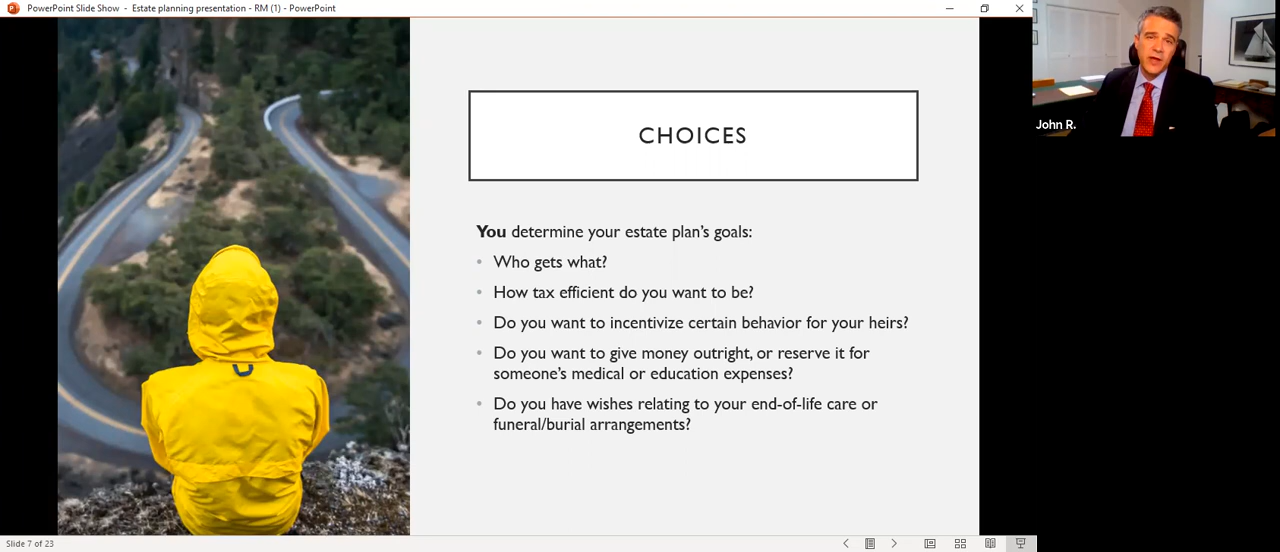 PowerPoint Slide Show - Estate planning presentation - RM (1) - PowerPoint
John R.
CHOICES
You determine your estate plan’s goals:
• Who gets what?
• How tax efficient do you want to be?
• Do you want to incentivize certain behavior for your heirs?
• Do you want to give money outright, or reserve it for
someone’s medical or education expenses?
• Do you have wishes relating to your end-of-life care or
funeral/burial arrangements?
Slide 7 of 23